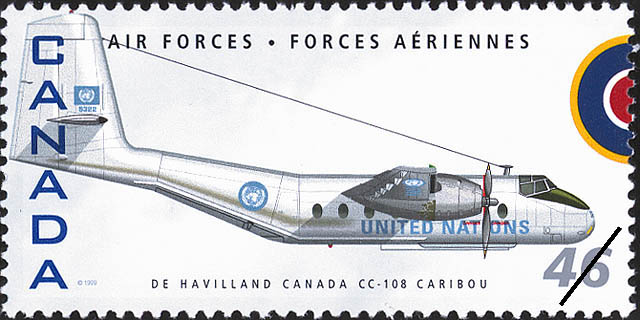 AIR FORCES • FORCES AÉRIENNES
CANADA
5322
UNITED NATIONS
46
© 1999
DE HAVILLAND CANADA CC-108 CARIBOU